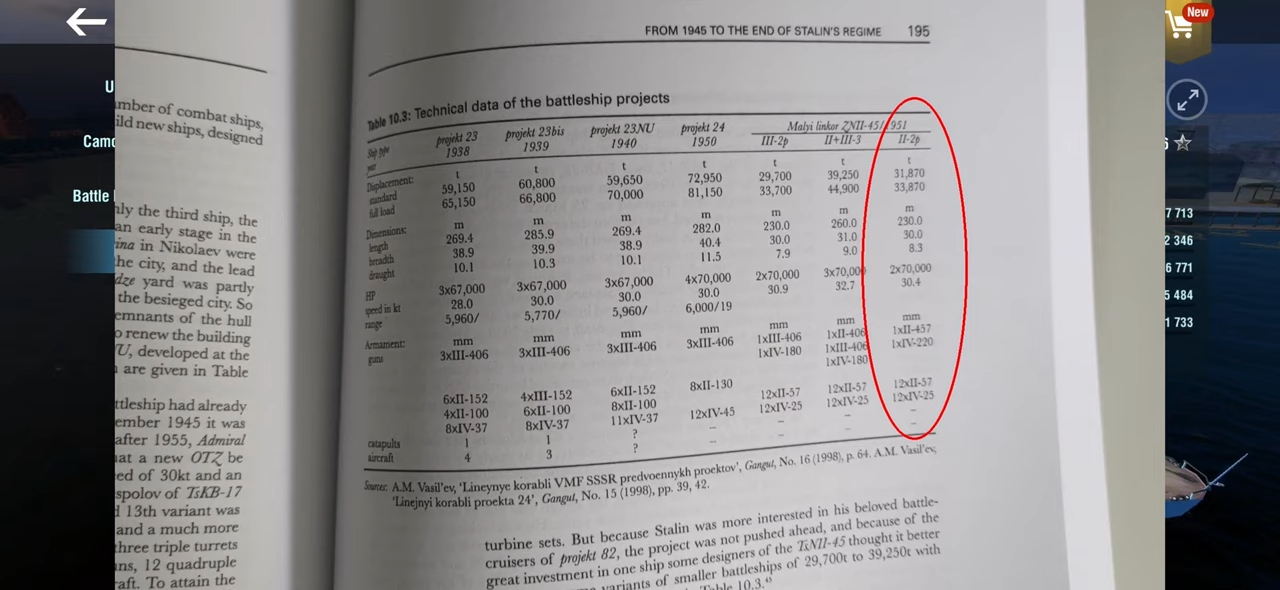 New
FROM 1945 TO THE END OF STALIN'S REGIME 195
U
Camo
Battle
5
7 713
2 346
6 771
5 484
1 733
mber of combat ships,
ild new ships, designed
nly the third ship, the
an early stage in the
ina in Nikolaev were
he city, and the lead
dze yard was partly
the besieged city. So
emnants of the hull
o renew the building
U, developed at the
are given in Table
ttleship had already
ember 1945 it was
after 1955, Admiral
at a new OTZ be
ed of 30kt and an
spolov of TsKB-17
13th variant was
and a much more
three triple turrets
ns, 12 quadruple
raft. To attain the
Table 10.3: Technical data of the battleship projects
Ship type projekt 23 projekt 23bis projekt 23NU projekt 24 Malyi linkor ZNII-45/1951
year 1938 1939 1940 1950 III-2p II+III-3 II-2p
Displacement: t t t t t t t
standard 59,150 60,800 59,650 72,950 29,700 39,250 31,870
full load 65,150 66,800 70,000 81,150 33,700 44,900 33,870
Dimensions: m m m m m m m
length 269.4 285.9 269.4 282.0 230.0 260.0 230.0
breadth 38.9 39.9 38.9 40.4 30.0 31.0 30.0
draught 10.1 10.3 10.1 11.5 7.9 9.0 8.3
HP 3x67,000 3x67,000 3x67,000 4x70,000 2x70,000 3x70,000 2x70,000
speed in kt 28.0 30.0 30.0 30.0 30.9 32.7 30.4
range 5,960/ 5,770/ 5,960/ 6,000/19
Armament: mm mm mm mm mm mm mm
guns 3xIII-406 3xIII-406 3xIII-406 3xIII-406 1xIII-406 1xII-406 1xII-457
1xIV-180 1xIII-406 1xIV-220
1xIV-180
6xII-152 4xIII-152 6xII-152 8xII-130 12xII-57 12xII-57 12xII-57
4xII-100 6xII-100 8xII-100 12xIV-45 12xIV-25 12xIV-25 12xIV-25
8xIV-37 8xIV-37 11xIV-37 – – – –
catapults 1 1 ? – – – –
aircraft 4 3 ?
Sources: A.M. Vasil'ev, 'Lineynye korabli VMF SSSR predvoennykh proektov', Gangut, No. 16 (1998), p. 64. A.M. Vasil'ev,
'Linejnyi korabli proekta 24', Gangut, No. 15 (1998), pp. 39, 42.
turbine sets. But because Stalin was more interested in his beloved battle-
cruisers of projekt 82, the project was not pushed ahead, and because of the
great investment in one ship some designers of the TsNII-45 thought it better
variants of smaller battleships of 29,700t to 39,250t with
Table 10.3.